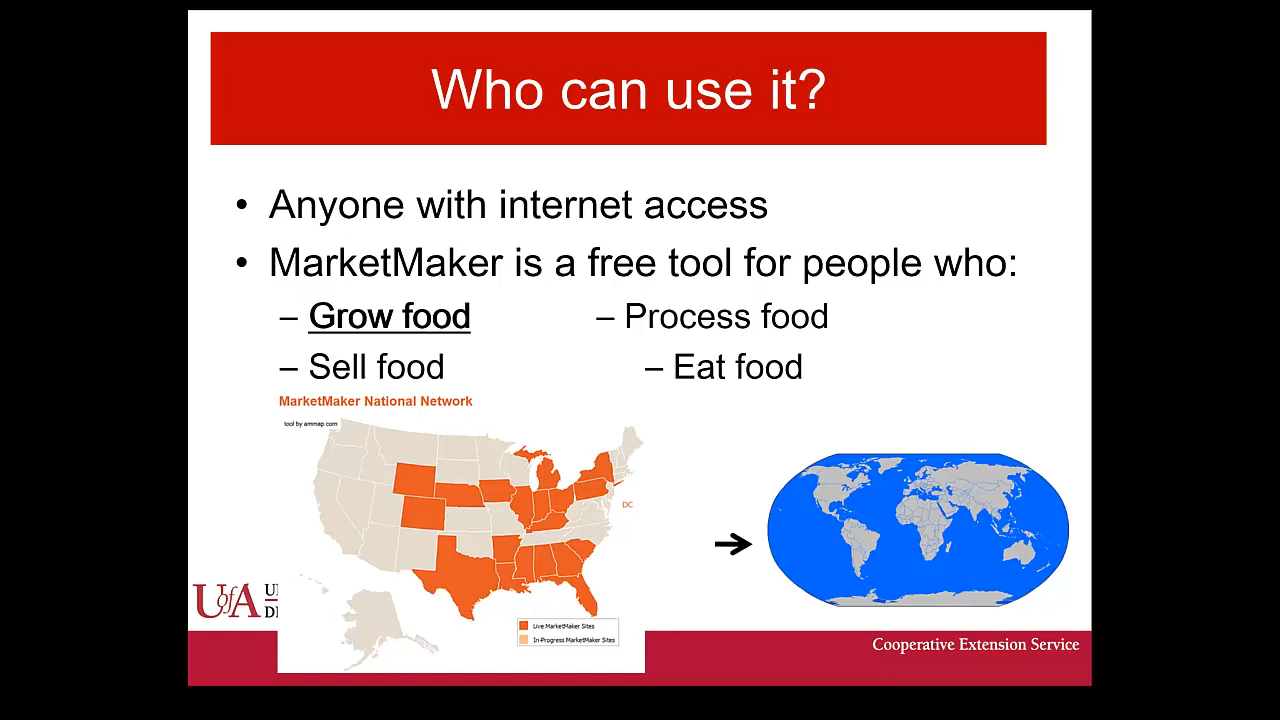 Who can use it?
• Anyone with internet access
• MarketMaker is a free tool for people who:
– Grow food – Process food
– Sell food – Eat food
MarketMaker National Network
tool by ammap.com
DC
UofA
Live MarketMaker Sites
In-Progress MarketMaker Sites
Cooperative Extension Service